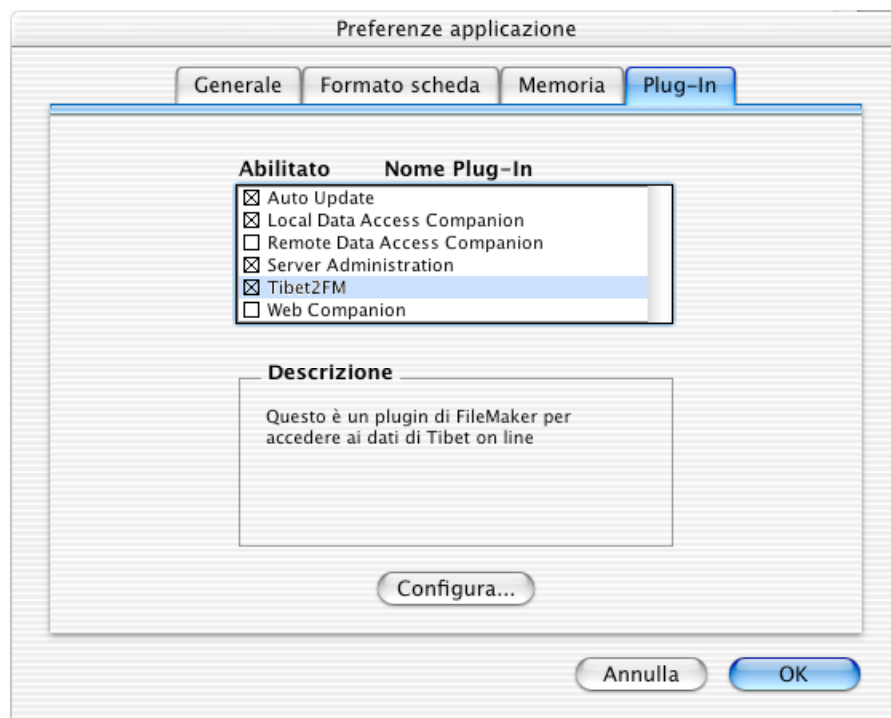 Preferenze applicazione
Generale Formato scheda Memoria Plug-In
Abilitato Nome Plug-In
Auto Update
Local Data Access Companion
Remote Data Access Companion
Server Administration
Tibet2FM
Web Companion
Descrizione
Questo è un plugin di FileMaker per
accedere ai dati di Tibet on line
Configura...
Annulla OK